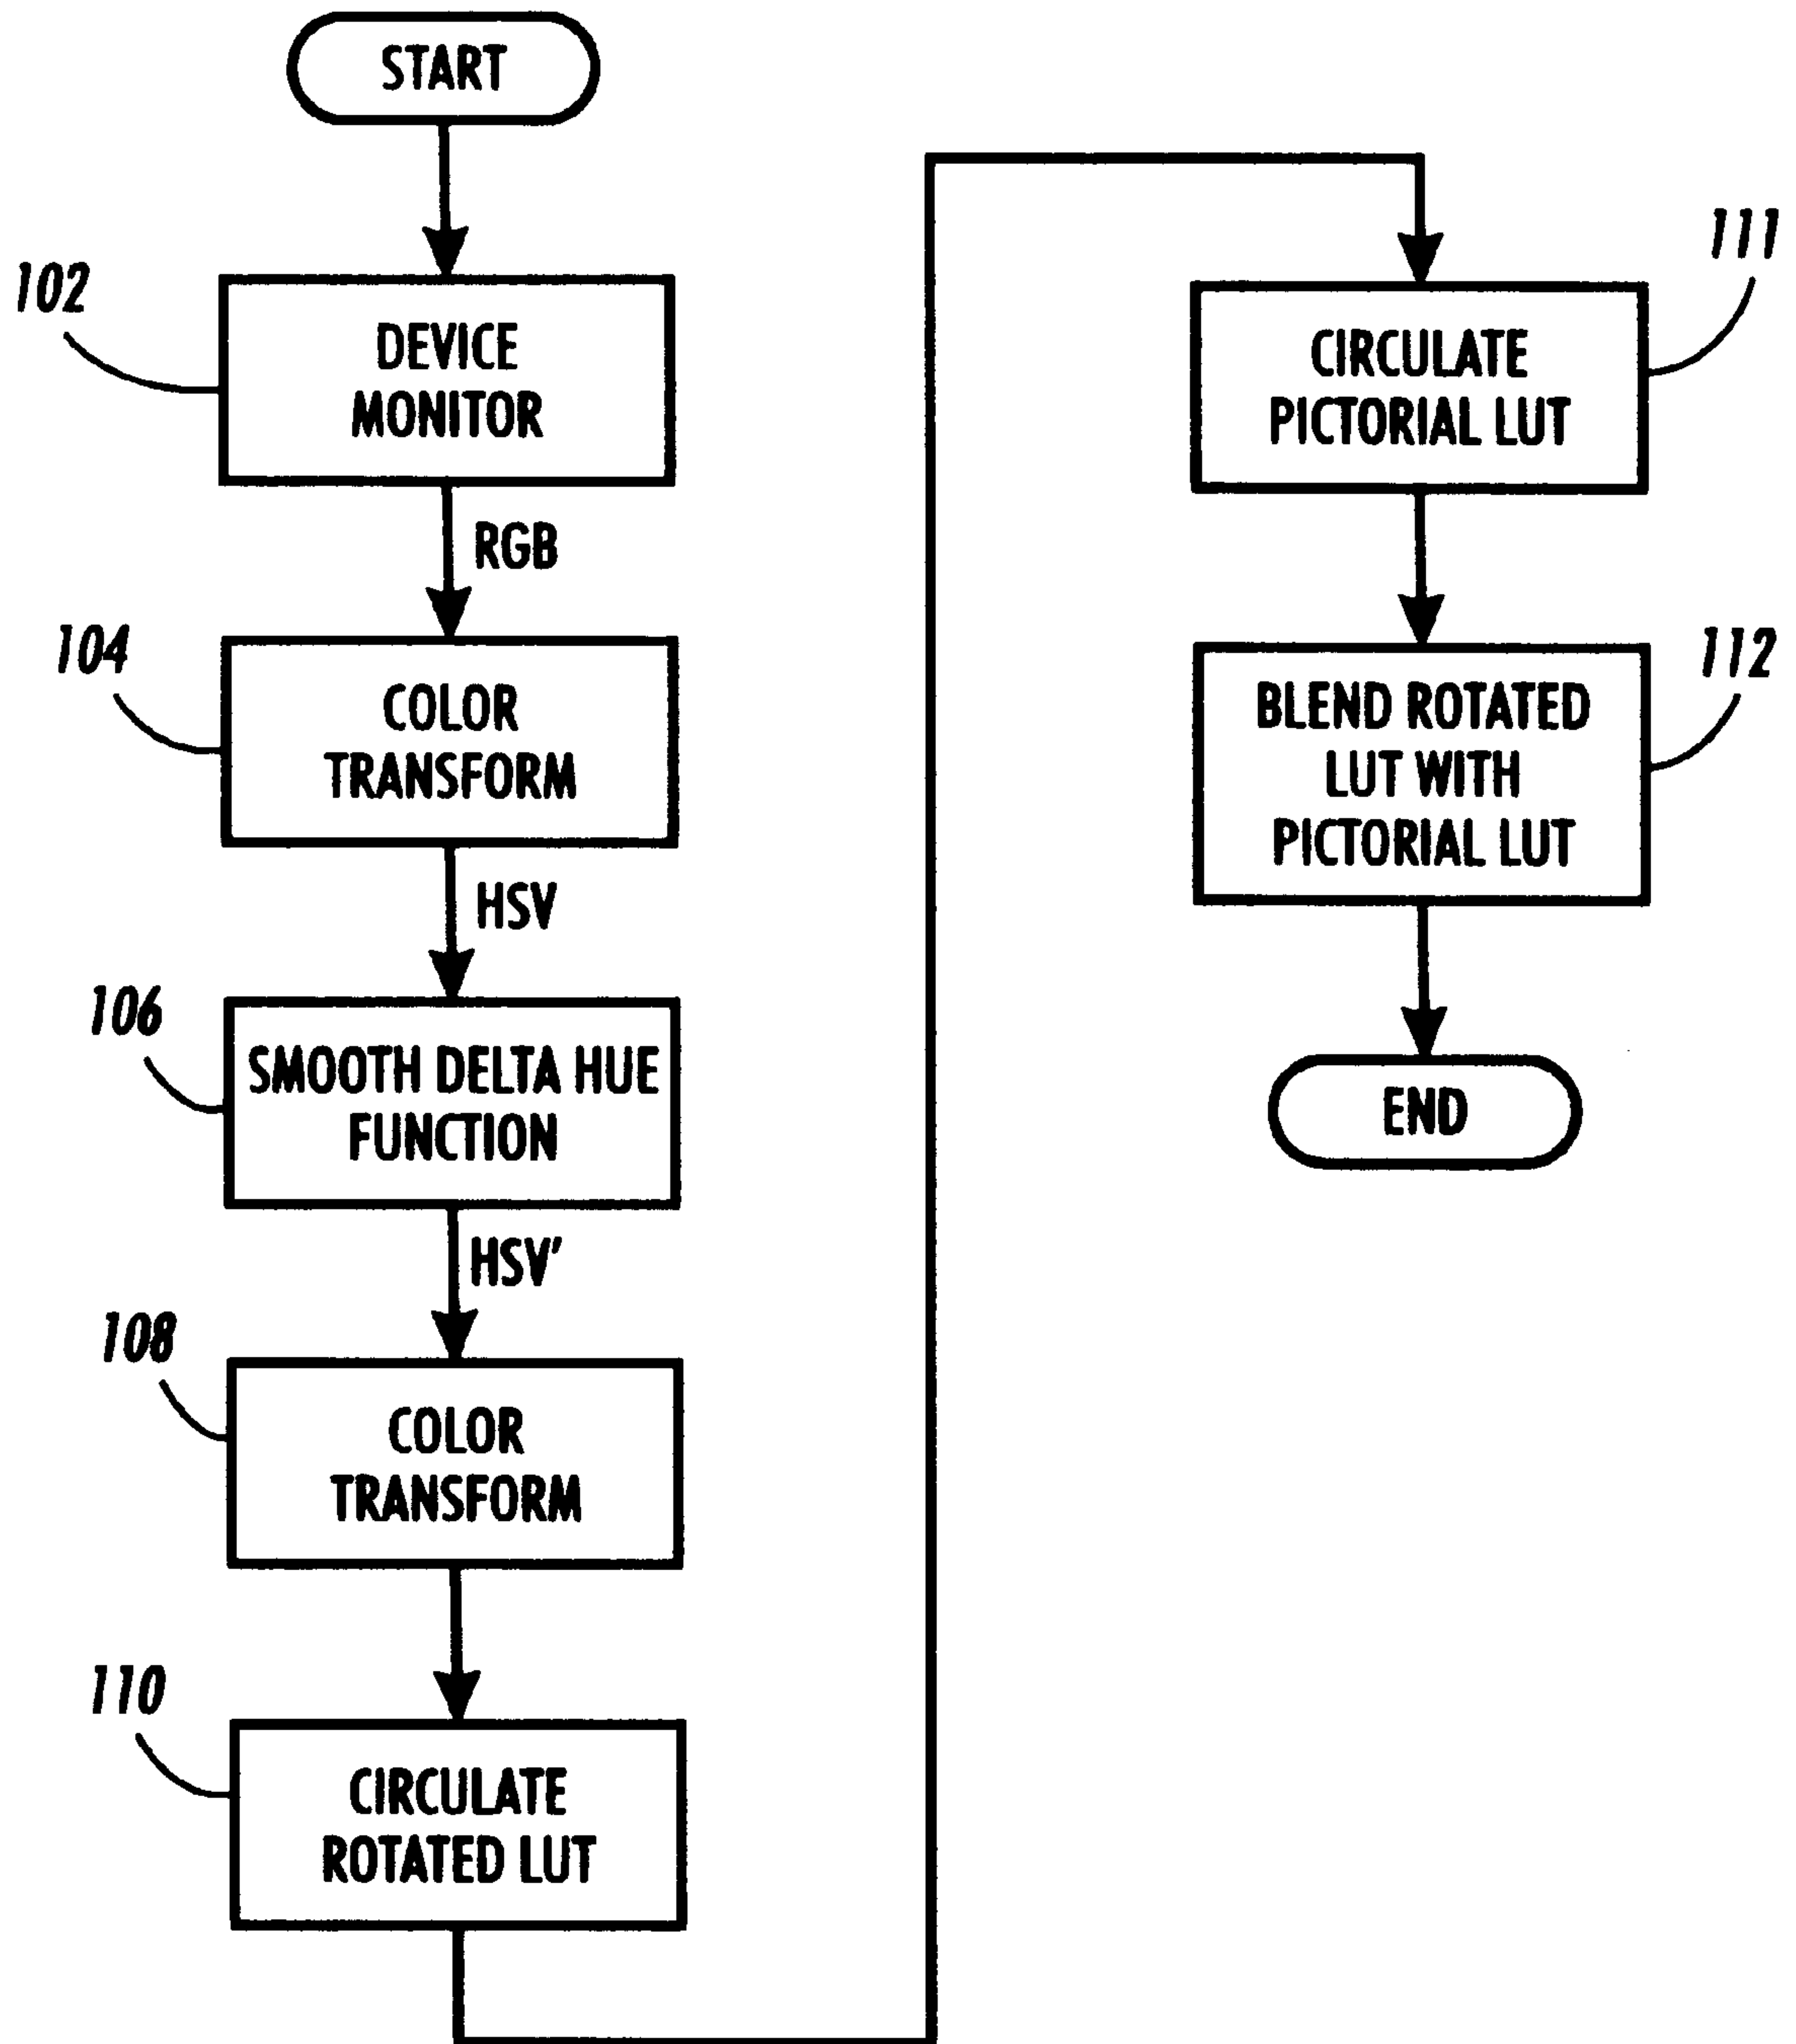 START
102
DEVICE
MONITOR
RGB
104
COLOR
TRANSFORM
HSV
106
SMOOTH DELTA HUE
FUNCTION
HSV'
108
COLOR
TRANSFORM
110
CIRCULATE
ROTATED LUT
111
CIRCULATE
PICTORIAL LUT
112
BLEND ROTATED
LUT WITH
PICTORIAL LUT
END